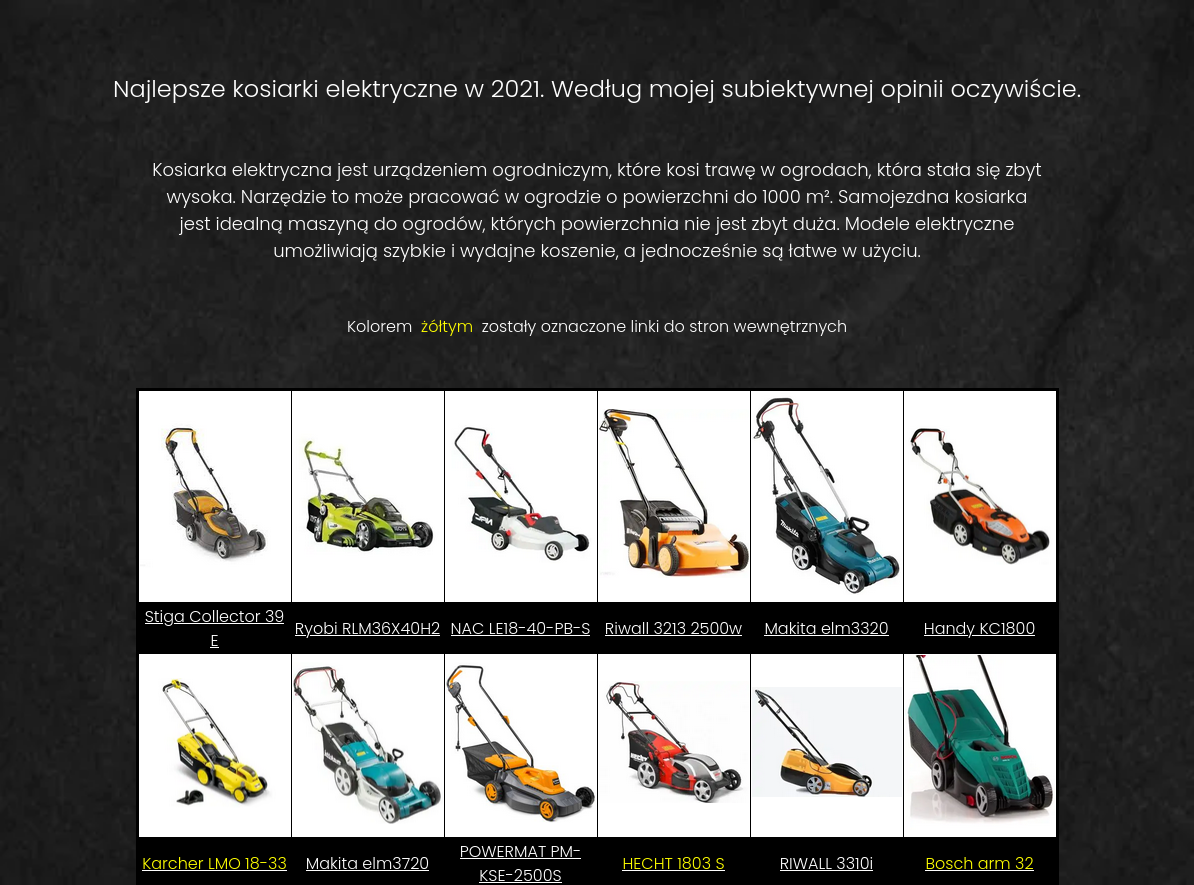 Najlepsze kosiarki elektryczne w 2021. Według mojej subiektywnej opinii oczywiście.
Kosiarka elektryczna jest urządzeniem ogrodniczym, które kosi trawę w ogrodach, która stała się zbyt
wysoka. Narzędzie to może pracować w ogrodzie o powierzchni do 1000 m². Samojezdna kosiarka
jest idealną maszyną do ogrodów, których powierzchnia nie jest zbyt duża. Modele elektryczne
umożliwiają szybkie i wydajne koszenie, a jednocześnie są łatwe w użyciu.
Kolorem żółtym zostały oznaczone linki do stron wewnętrznych
Stiga Collector 39
E
Ryobi RLM36X40H2
NAC LE18-40-PB-S
Riwall 3213 2500w
Makita elm3320
Handy KC1800
Karcher LMO 18-33
Makita elm3720
POWERMAT PM-
KSE-2500S
HECHT 1803 S
RIWALL 3310i
Bosch arm 32